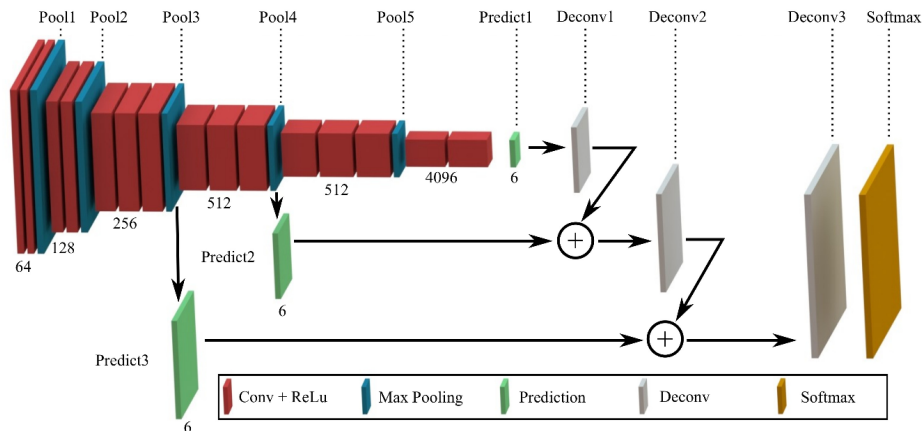 Pool1 Pool2 Pool3 Pool4 Pool5 Predict1 Deconv1 Deconv2 Deconv3 Softmax
64
128
256
512
512
4096
6
Predict2
6
Predict3
6
Conv + ReLu Max Pooling Prediction Deconv Softmax